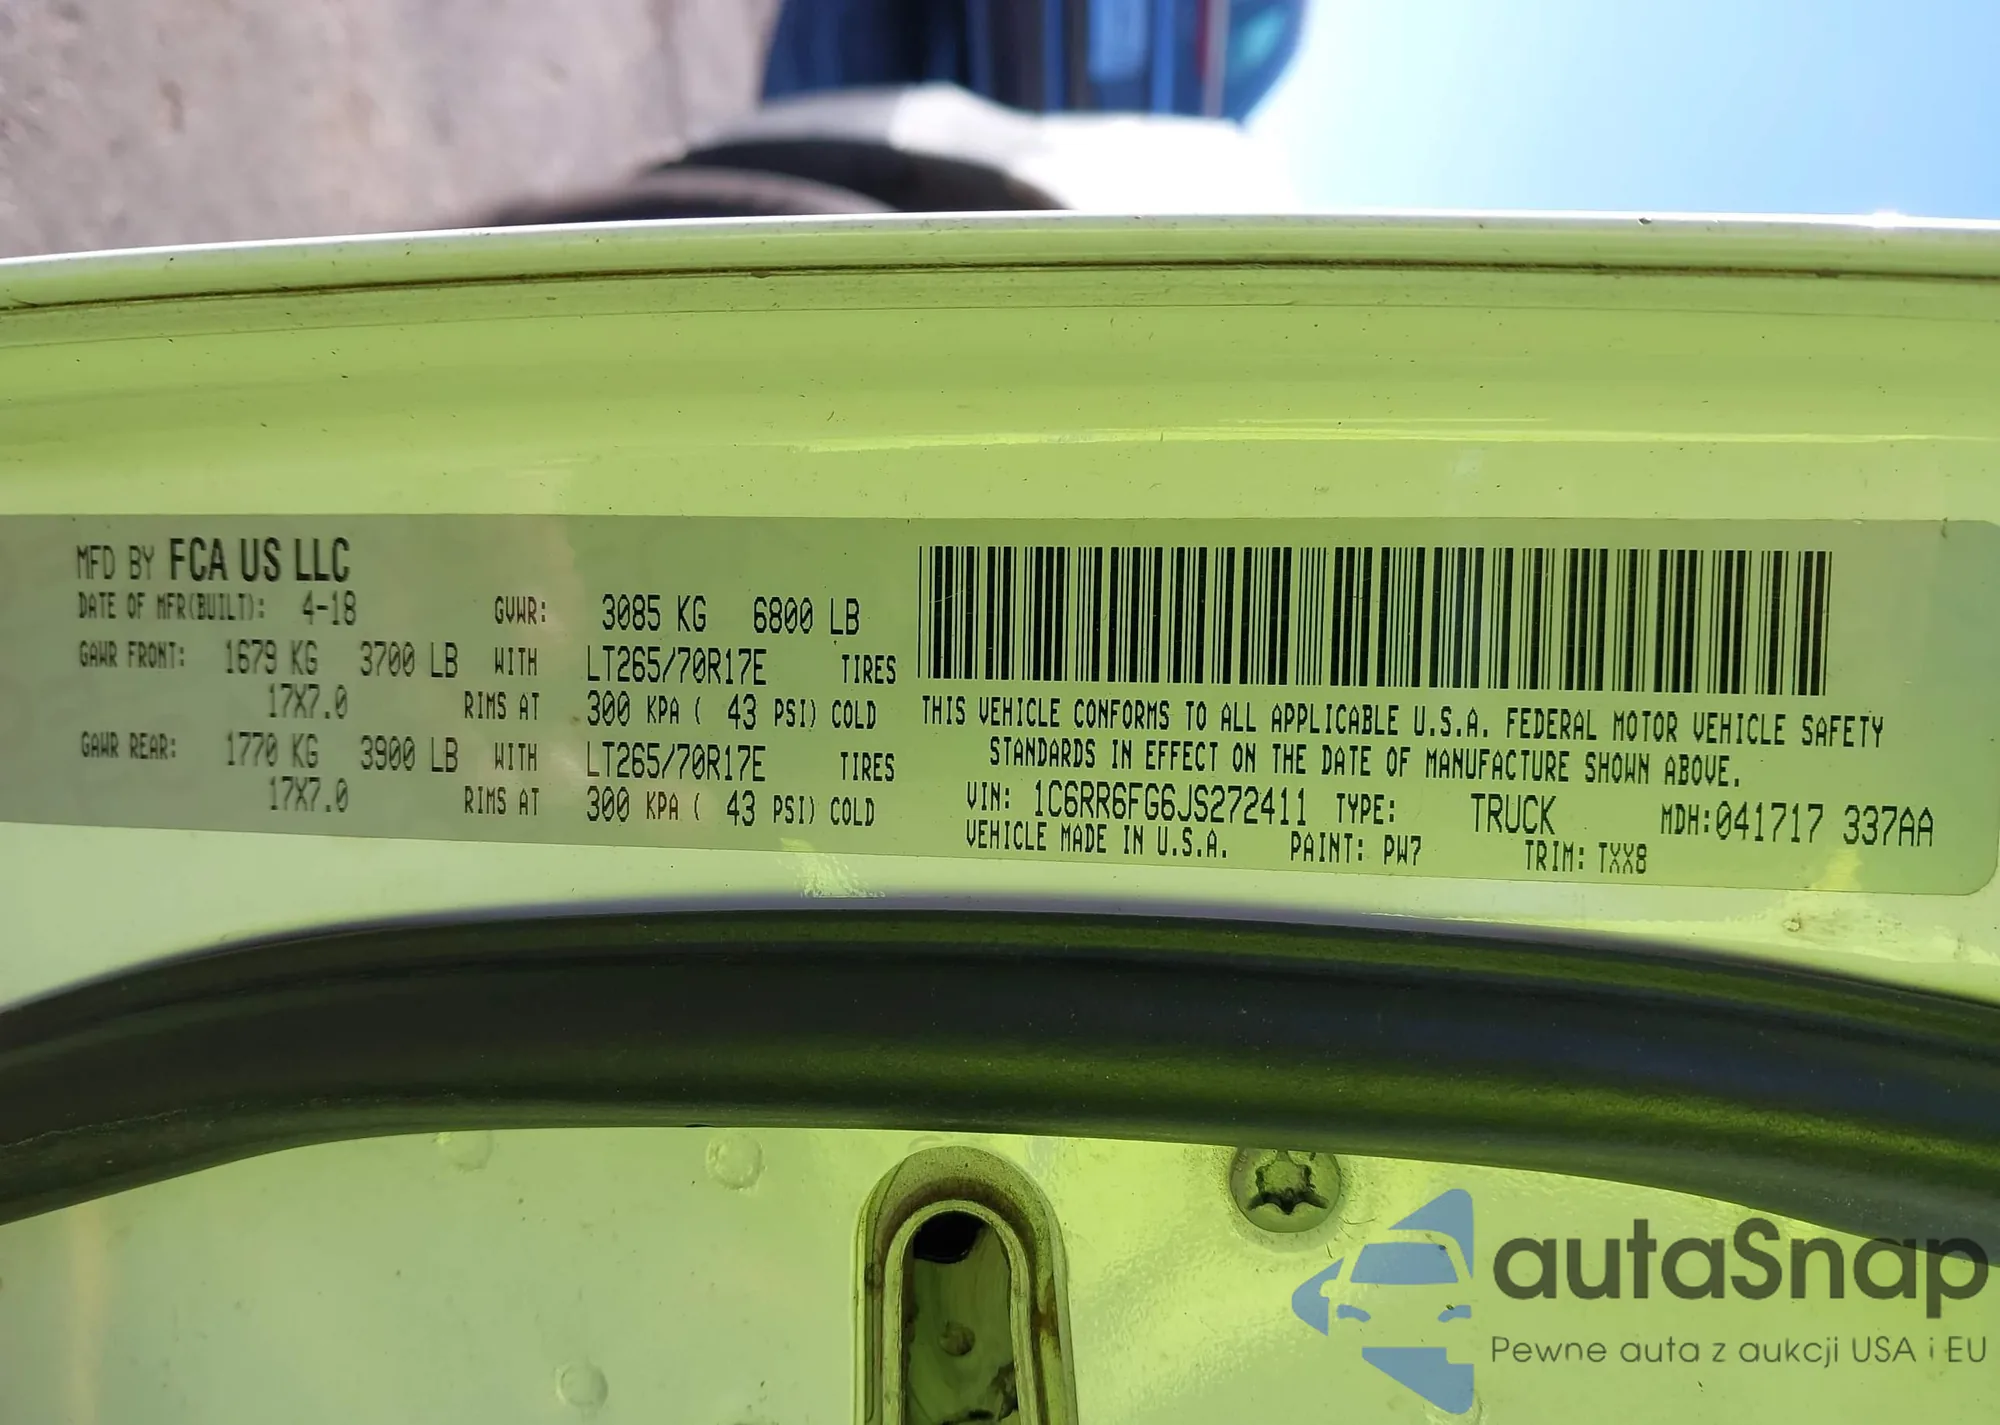 MFD BY FCA US LLC
DATE OF MFR(BUILT): 4-18 GVWR: 3085 KG 6800 LB
GAWR FRONT: 1679 KG 3700 LB WITH LT265/70R17E TIRES
17X7.0 RIMS AT 300 KPA ( 43 PSI) COLD
GAWR REAR: 1770 KG 3900 LB WITH LT265/70R17E TIRES
17X7.0 RIMS AT 300 KPA ( 43 PSI) COLD
THIS VEHICLE CONFORMS TO ALL APPLICABLE U.S.A. FEDERAL MOTOR VEHICLE SAFETY
STANDARDS IN EFFECT ON THE DATE OF MANUFACTURE SHOWN ABOVE.
VIN: 1C6RR6FG6JS272411 TYPE: TRUCK MDH:041717 337AA
VEHICLE MADE IN U.S.A. PAINT: PW7 TRIM: TXX8
autaSnap
Pewne auta z aukcji USA i EU